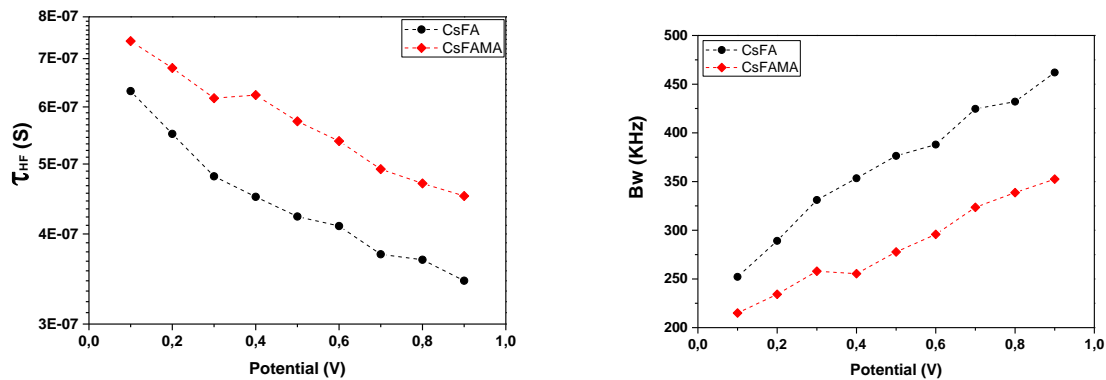 8E-07
7E-07
6E-07
5E-07
4E-07
3E-07
τHF (S)
0,0 0,2 0,4 0,6 0,8 1,0
Potential (V)
CsFA
CsFAMA
500
450
400
350
300
250
200
Bw (KHz)
0,0 0,2 0,4 0,6 0,8 1,0
Potential (V)
CsFA
CsFAMA